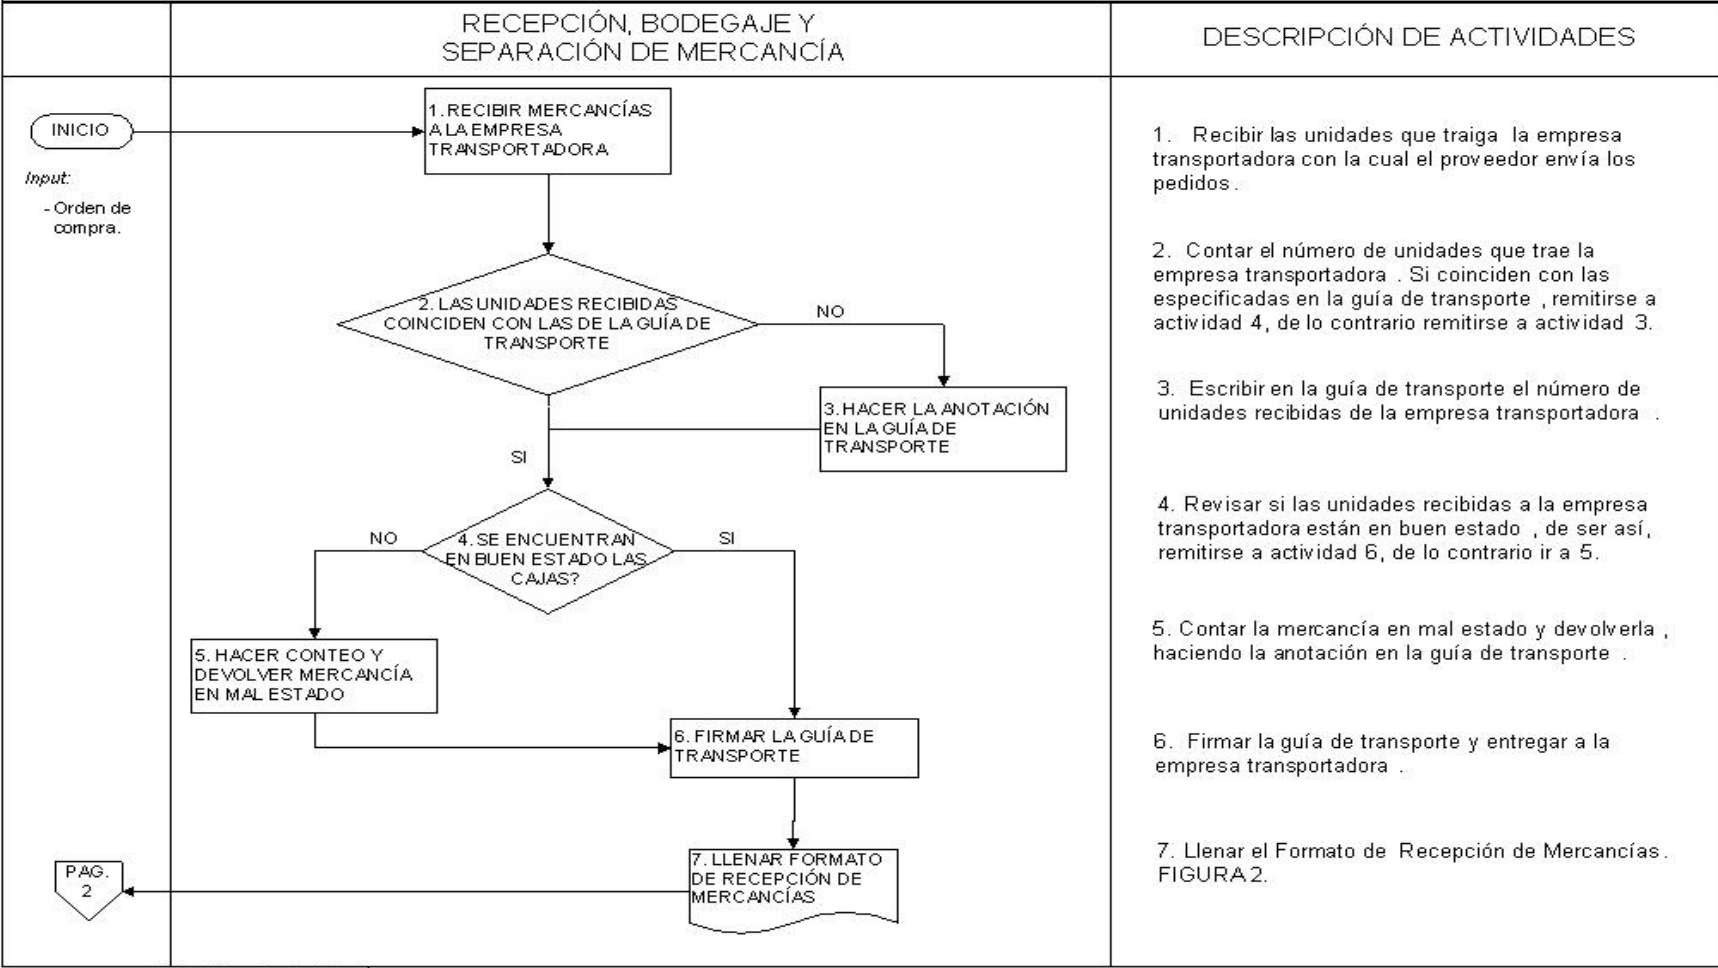 RECEPCIÓN, BODEGAJE Y
SEPARACIÓN DE MERCANCÍA
DESCRIPCIÓN DE ACTIVIDADES
INICIO
Input:
- Orden de
compra.
1. RECIBIR MERCANCÍAS
A LA EMPRESA
TRANSPORTADORA
2. LAS UNIDADES RECIBIDAS
COINCIDEN CON LAS DE LA GUÍA DE
TRANSPORTE
NO
3. HACER LA ANOTACIÓN
EN LA GUÍA DE
TRANSPORTE
SI
4. SE ENCUENTRAN
EN BUEN ESTADO LAS
CAJAS?
NO
SI
5. HACER CONTEO Y
DEVOLVER MERCANCÍA
EN MAL ESTADO
6. FIRMAR LA GUÍA DE
TRANSPORTE
7. LLENAR FORMATO
DE RECEPCIÓN DE
MERCANCÍAS
PAG.
2
1. Recibir las unidades que traiga la empresa
transportadora con la cual el proveedor envía los
pedidos.
2. Contar el número de unidades que trae la
empresa transportadora . Si coinciden con las
especificadas en la guía de transporte , remitirse a
actividad 4, de lo contrario remitirse a actividad 3.
3. Escribir en la guía de transporte el número de
unidades recibidas de la empresa transportadora .
4. Revisar si las unidades recibidas a la empresa
transportadora están en buen estado , de ser así,
remitirse a actividad 6, de lo contrario ir a 5.
5. Contar la mercancía en mal estado y devolverla ,
haciendo la anotación en la guía de transporte .
6. Firmar la guía de transporte y entregar a la
empresa transportadora .
7. Llenar el Formato de Recepción de Mercancías.
FIGURA 2.